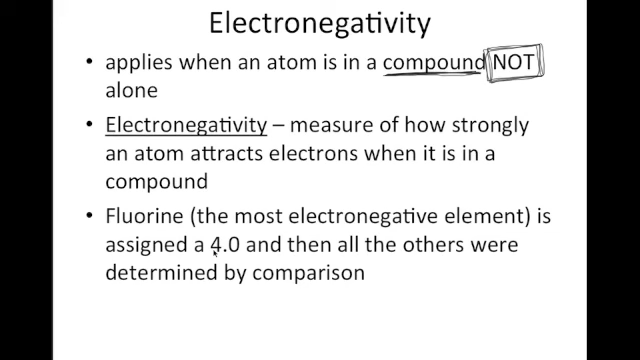 Electronegativity
• applies when an atom is in a compound NOT
alone
• Electronegativity – measure of how strongly
an atom attracts electrons when it is in a
compound
• Fluorine (the most electronegative element) is
assigned a 4.0 and then all the others were
determined by comparison